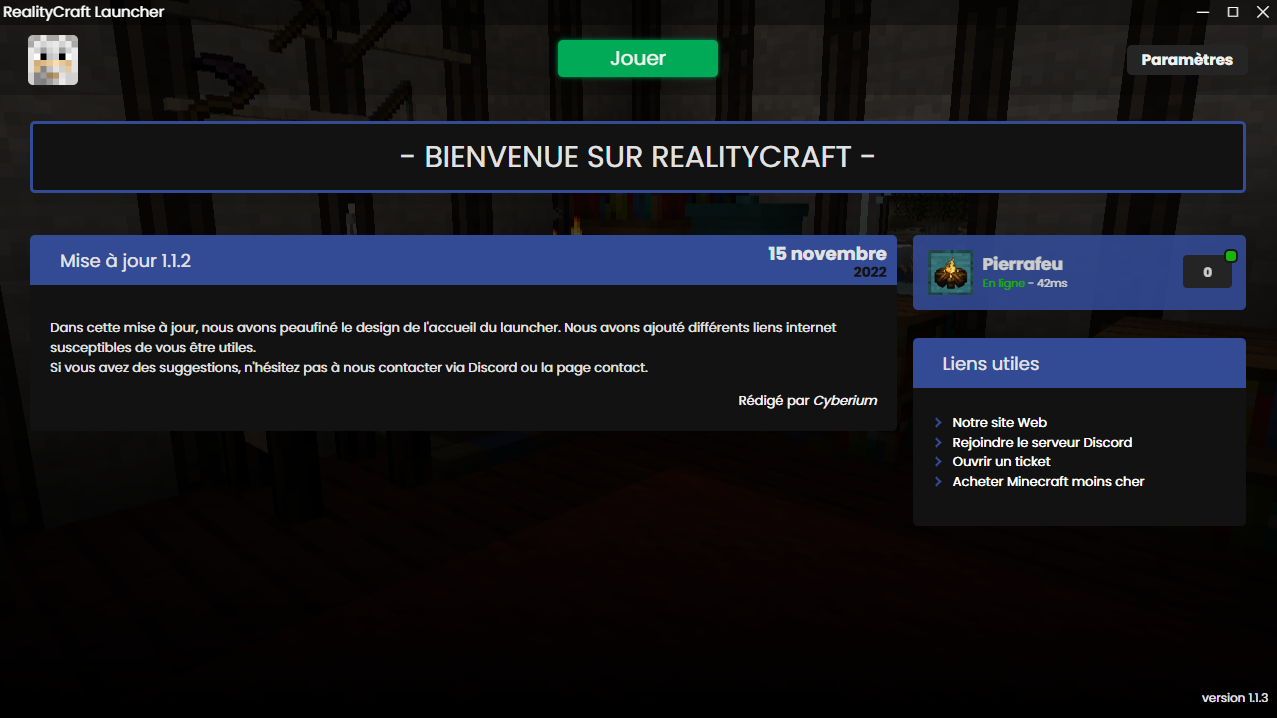 RealityCraft Launcher
Jouer
Paramètres
- BIENVENUE SUR REALITYCRAFT -
Mise à jour 1.1.2
15 novembre
2022
Dans cette mise à jour, nous avons peaufiné le design de l'accueil du launcher. Nous avons ajouté différents liens internet
susceptibles de vous être utiles.
Si vous avez des suggestions, n'hésitez pas à nous contacter via Discord ou la page contact.
Rédigé par Cyberium
Pierrafeu
En ligne - 42ms
0
Liens utiles
Notre site Web
Rejoindre le serveur Discord
Ouvrir un ticket
Acheter Minecraft moins cher
version 1.1.3